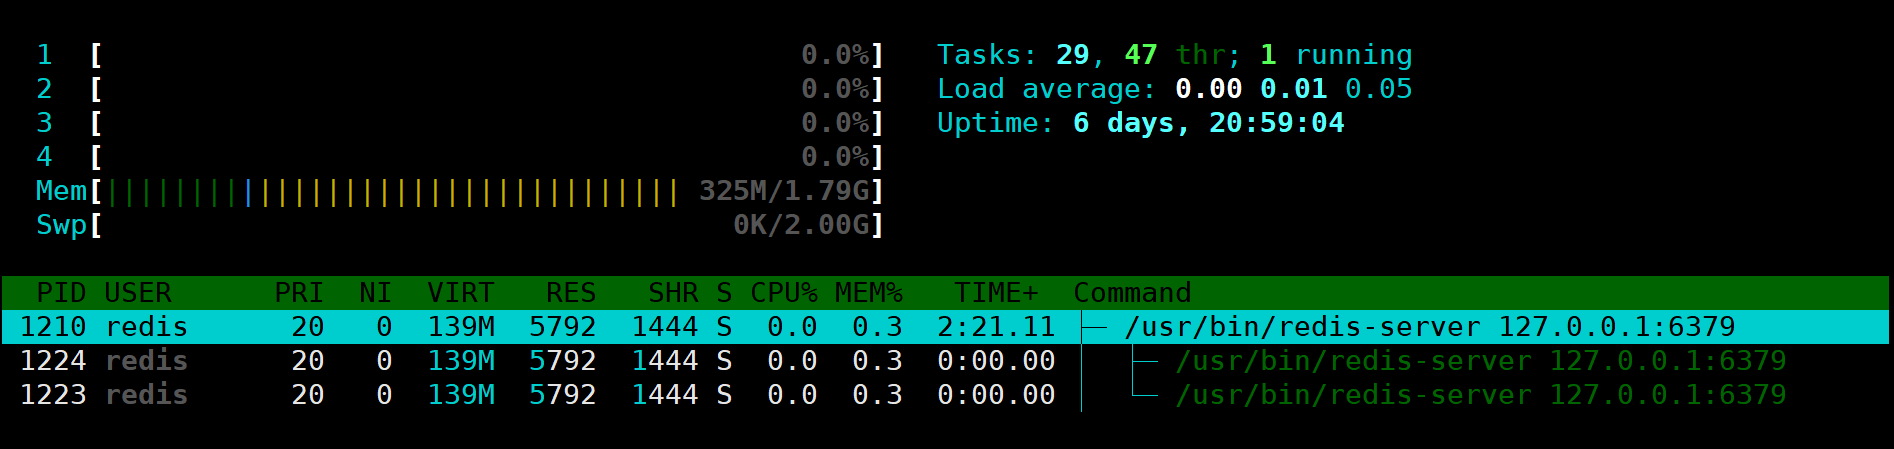 1 [ 0.0%] Tasks: 29, 47 thr; 1 running
2 [ 0.0%] Load average: 0.00 0.01 0.05
3 [ 0.0%] Uptime: 6 days, 20:59:04
4 [ 0.0%]
Mem[||||||||||||||||||||||||||||||||||325M/1.79G]
Swp[ 0K/2.00G]
PID USER PRI NI VIRT RES SHR S CPU% MEM% TIME+ Command
1210 redis 20 0 139M 5792 1444 S 0.0 0.3 2:21.11 ├─ /usr/bin/redis-server 127.0.0.1:6379
1224 redis 20 0 139M 5792 1444 S 0.0 0.3 0:00.00 │ ├─ /usr/bin/redis-server 127.0.0.1:6379
1223 redis 20 0 139M 5792 1444 S 0.0 0.3 0:00.00 │ └─ /usr/bin/redis-server 127.0.0.1:6379